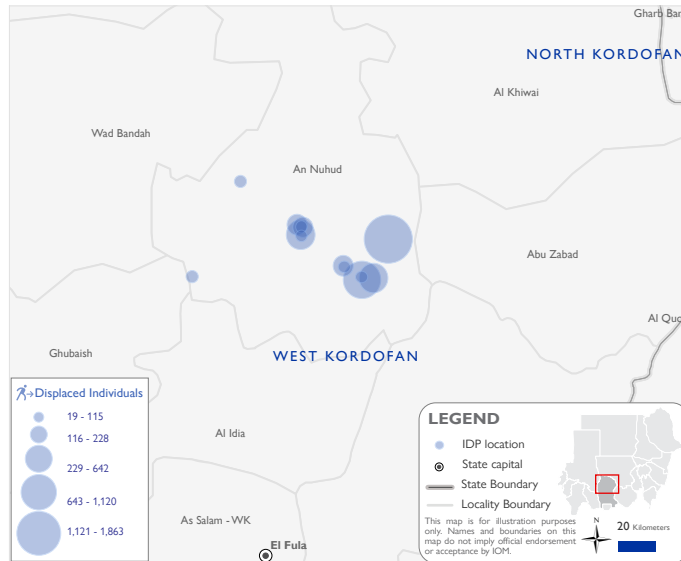 Gharb Bar
NORTH KORDOFAN
Al Khiwai
Wad Bandah
An Nuhud
Abu Zabad
Al Quo
WEST KORDOFAN
Ghubaish
Displaced Individuals
19 - 115
116 - 228
229 - 642
643 - 1,120
1,121 - 1,863
Al Idia
As Salam - WK
El Fula
LEGEND
IDP location
State capital
State Boundary
Locality Boundary
This map is for illustration purposes
only. Names and boundaries on this
map do not imply official endorsement
or acceptance by IOM.
N
20 Kilometers